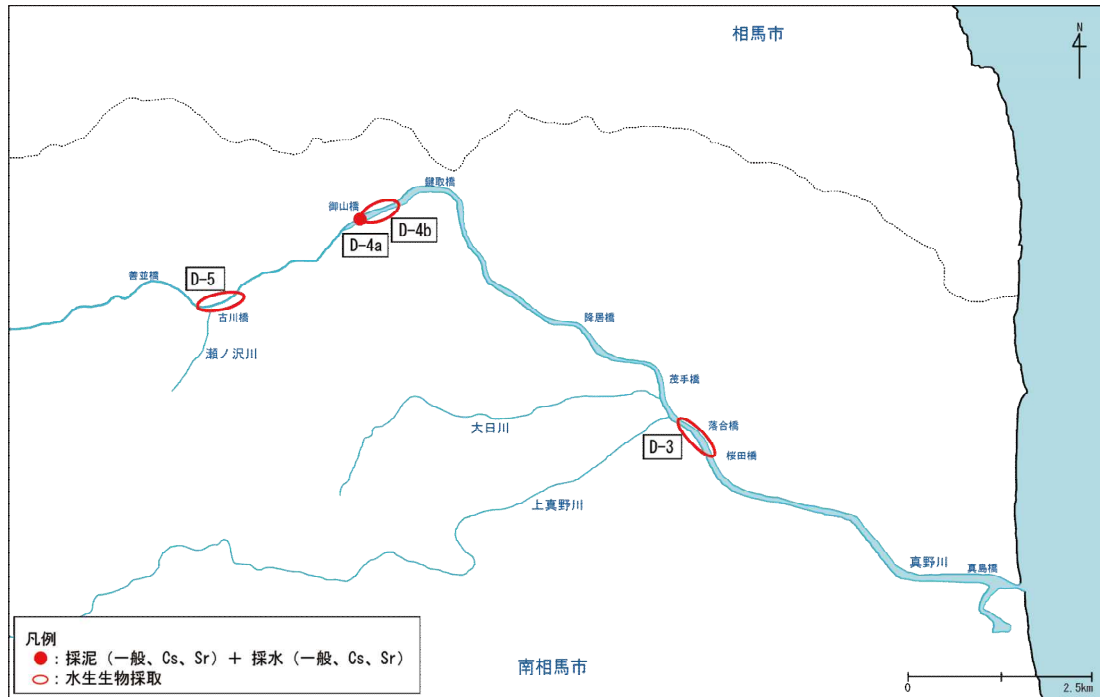 相馬市
N
鍵取橋
御山橋
D-4b
D-4a
善並橋
D-5
古川橋
瀬ノ沢川
降居橋
茂手橋
大日川
落合橋
D-3
桜田橋
上真野川
真野川
真島橋
凡例
：採泥（一般、Cs、Sr）＋ 採水（一般、Cs、Sr）
：水生生物採取
南相馬市
0 2.5km